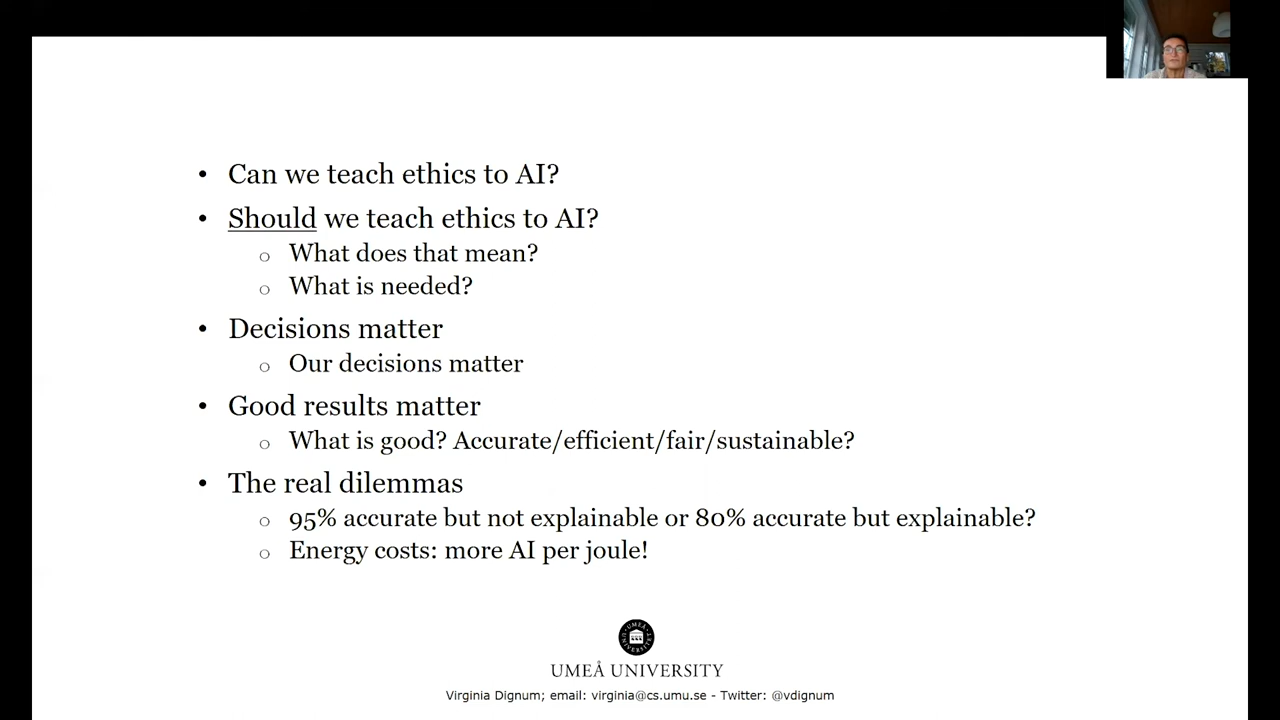 • Can we teach ethics to AI?
• Should we teach ethics to AI?
○ What does that mean?
○ What is needed?
• Decisions matter
○ Our decisions matter
• Good results matter
○ What is good? Accurate/efficient/fair/sustainable?
• The real dilemmas
○ 95% accurate but not explainable or 80% accurate but explainable?
○ Energy costs: more AI per joule!
UMEÅ UNIVERSITY
Virginia Dignum; email: virginia@cs.umu.se - Twitter: @vdignum